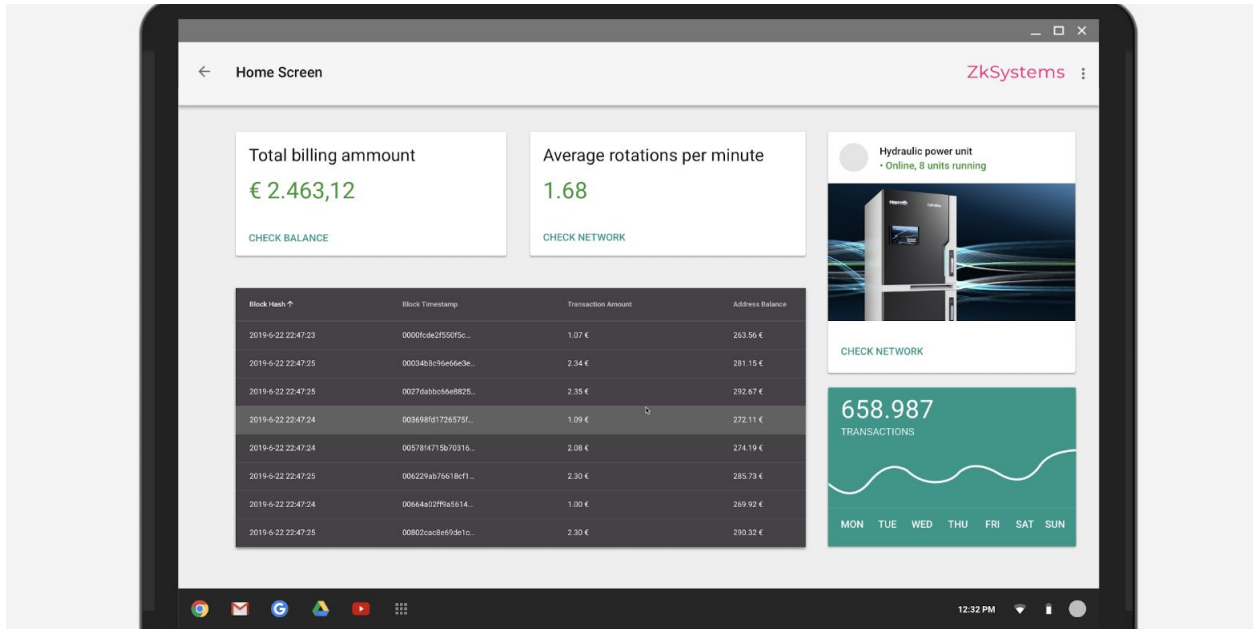 Home Screen
ZkSystems
Total billing ammount
€ 2.463,12
CHECK BALANCE
Average rotations per minute
1.68
CHECK NETWORK
Hydraulic power unit
• Online, 8 units running
CHECK NETWORK
Block Hash ↑ Block Timestamp Transaction Amount Address Balance
2019-6-22 22:47:23 0000fcde2f550f5c... 1.07 € 263.56 €
2019-6-22 22:47:25 00034b8c96e66e3e... 2.34 € 281.15 €
2019-6-22 22:47:25 0027dabbc66e8825... 2.35 € 292.67 €
2019-6-22 22:47:24 003698fd1726575f... 1.09 € 272.11 €
2019-6-22 22:47:24 00578f4715b70316... 2.08 € 274.19 €
2019-6-22 22:47:25 006229ab76618cf1... 2.30 € 285.73 €
2019-6-22 22:47:24 00664a02ff9a5614... 1.00 € 269.92 €
2019-6-22 22:47:25 00802cac8e69de1c... 2.30 € 290.32 €
658.987
TRANSACTIONS
MON TUE WED THU FRI SAT SUN
12:32 PM